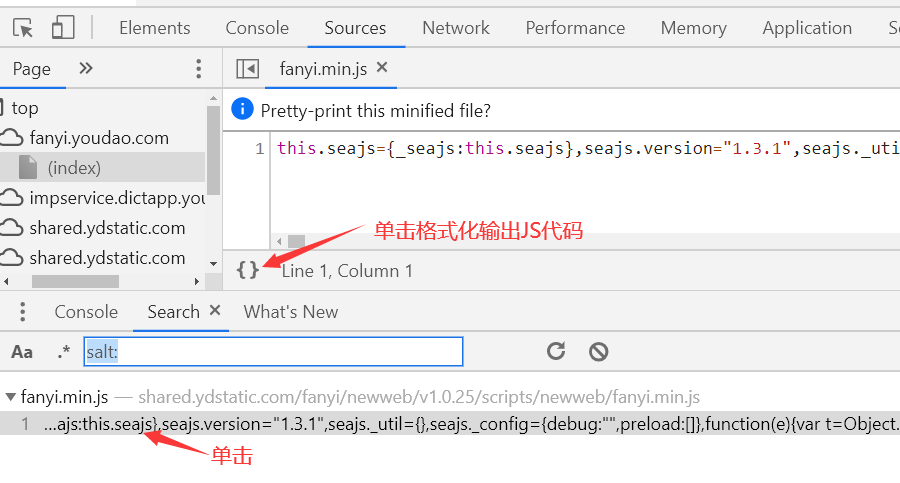 Elements Console Sources Network Performance Memory Application S
Page fanyi.min.js
top
Pretty-print this minified file?
fanyi.youdao.com
1 this.seajs={_seajs:this.seajs},seajs.version="1.3.1",seajs._uti
(index)
impservice.dictapp.you
shared.ydstatic.com
单击格式化输出JS代码
shared.ydstatic.com
{ } Line 1, Column 1
Console Search What's New
Aa .* salt:
fanyi.min.js — shared.ydstatic.com/fanyi/newweb/v1.0.25/scripts/newweb/fanyi.min.js
1 ...ajs:this.seajs},seajs.version="1.3.1",seajs._util={},seajs._config={debug:"",preload:[]},function(e){var t=Object.
单击